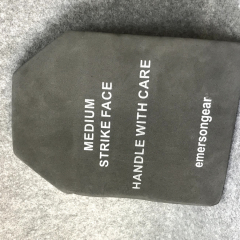 MEDIUM
STRIKE FACE
HANDLE WITH CARE
emersongear